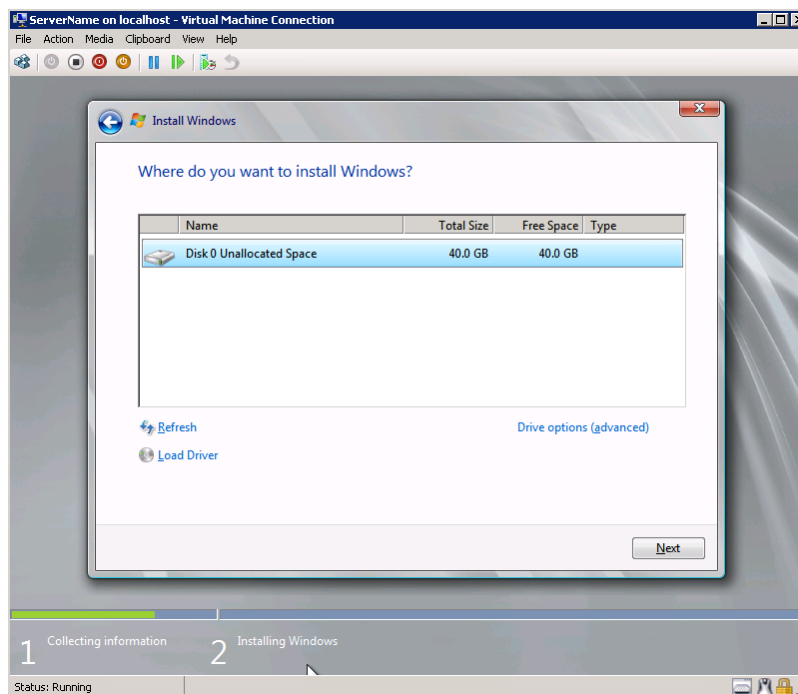 ServerName on localhost - Virtual Machine Connection
File Action Media Clipboard View Help
Install Windows
Where do you want to install Windows?
Name Total Size Free Space Type
Disk 0 Unallocated Space 40.0 GB 40.0 GB
Refresh Drive options (advanced)
Load Driver
Next
1 Collecting information 2 Installing Windows
Status: Running